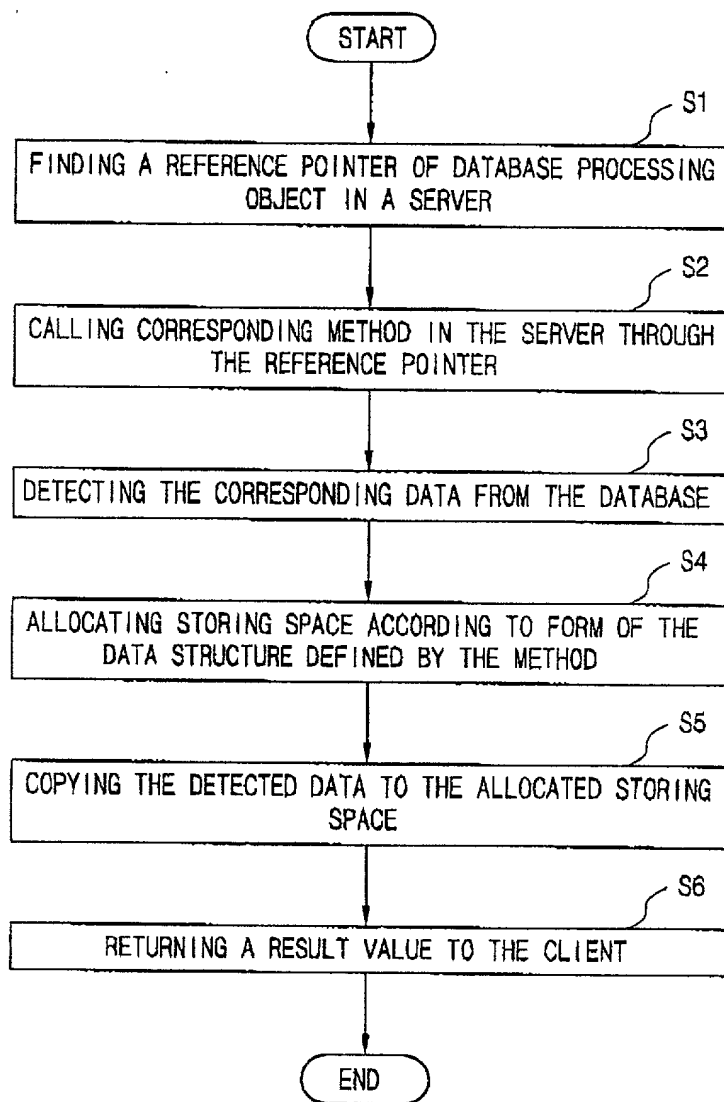 START
S1
FINDING A REFERENCE POINTER OF DATABASE PROCESSING
OBJECT IN A SERVER
S2
CALLING CORRESPONDING METHOD IN THE SERVER THROUGH
THE REFERENCE POINTER
S3
DETECTING THE CORRESPONDING DATA FROM THE DATABASE
S4
ALLOCATING STORING SPACE ACCORDING TO FORM OF THE
DATA STRUCTURE DEFINED BY THE METHOD
S5
COPYING THE DETECTED DATA TO THE ALLOCATED STORING
SPACE
S6
RETURNING A RESULT VALUE TO THE CLIENT
END